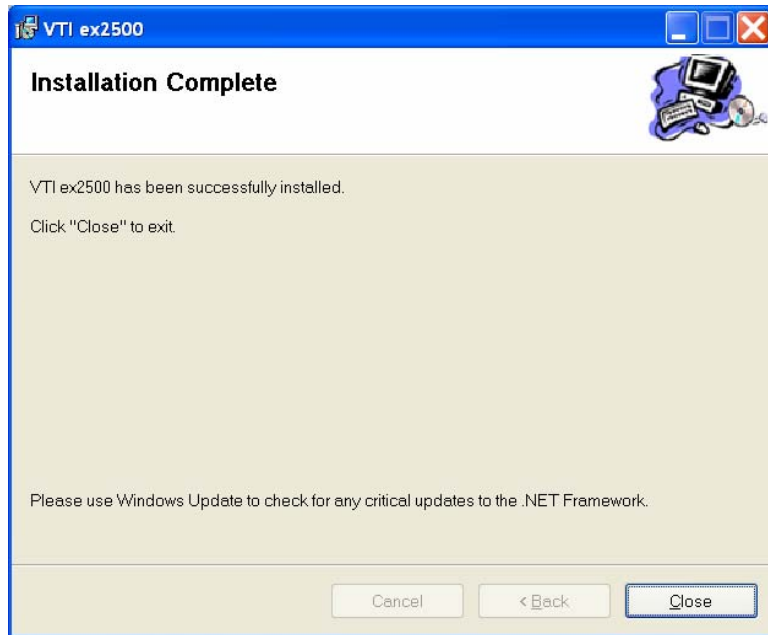 VTI ex2500
Installation Complete
VTI ex2500 has been successfully installed.
Click "Close" to exit.
Please use Windows Update to check for any critical updates to the .NET Framework.
Cancel
< Back
Close